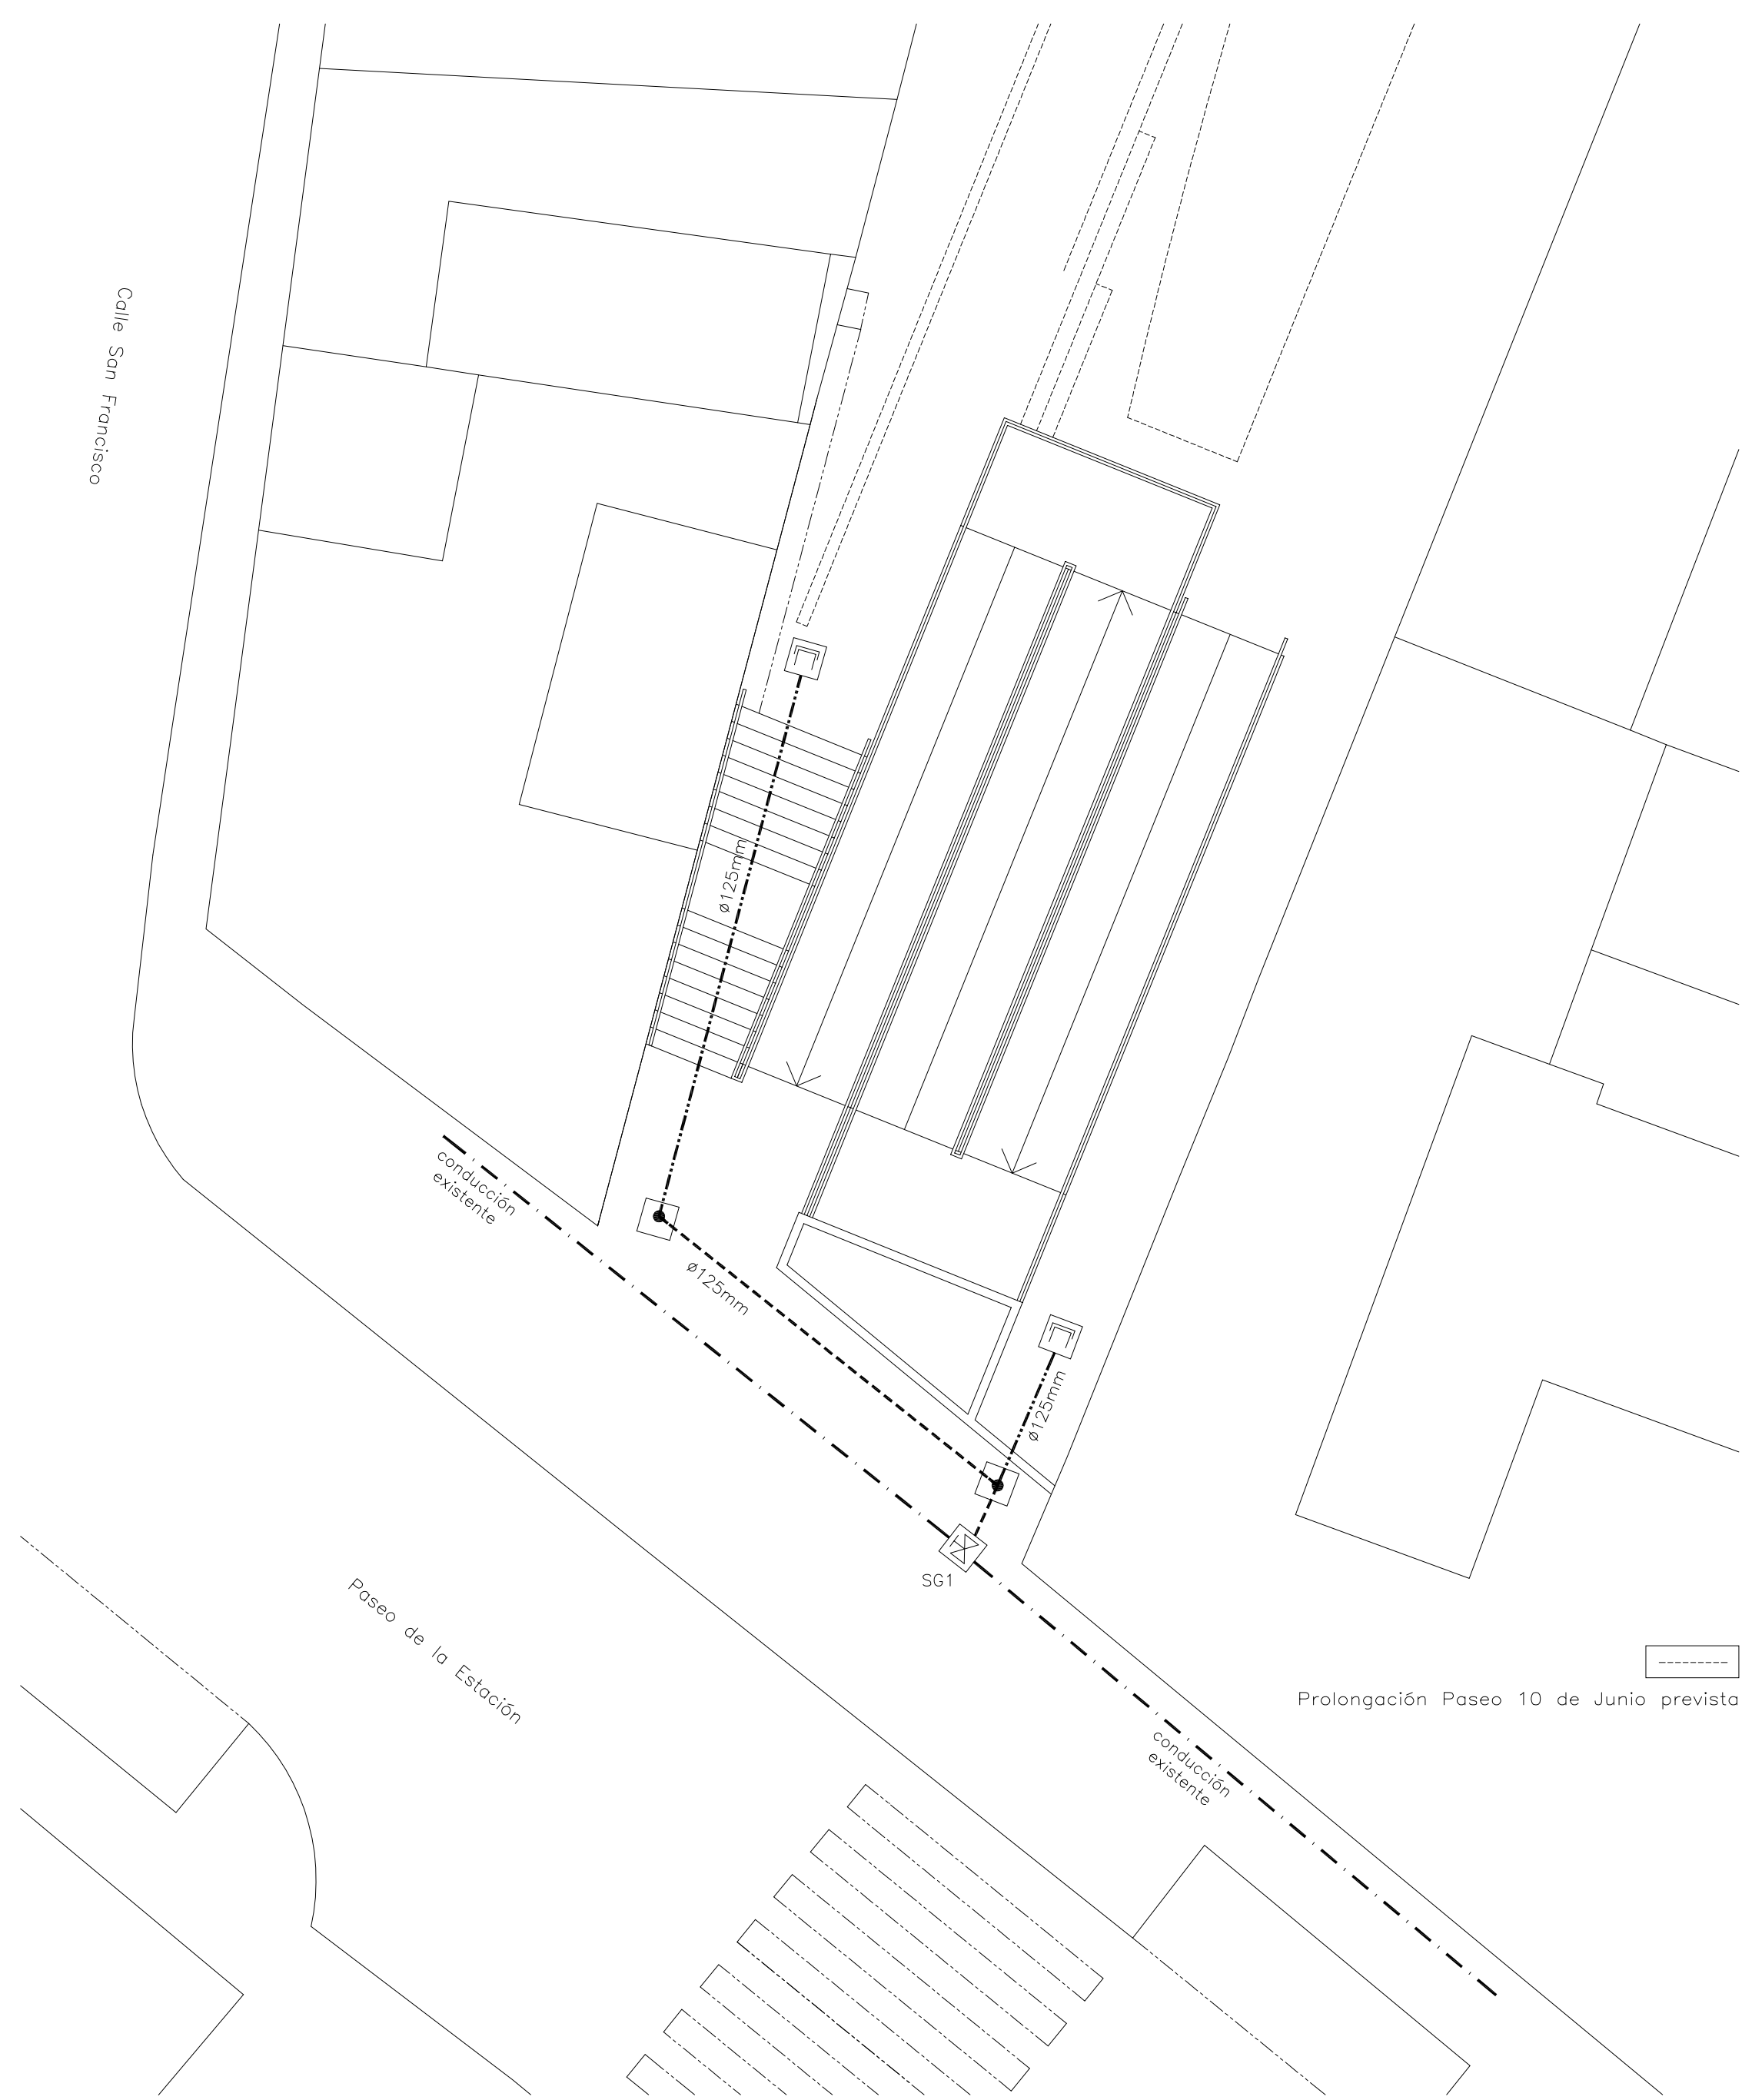 Calle San Francisco
ø125mm
conducción
existente
ø125mm
ø125mm
SG1
Paseo de la Estación
Prolongación Paseo 10 de Junio prevista
conducción
existente